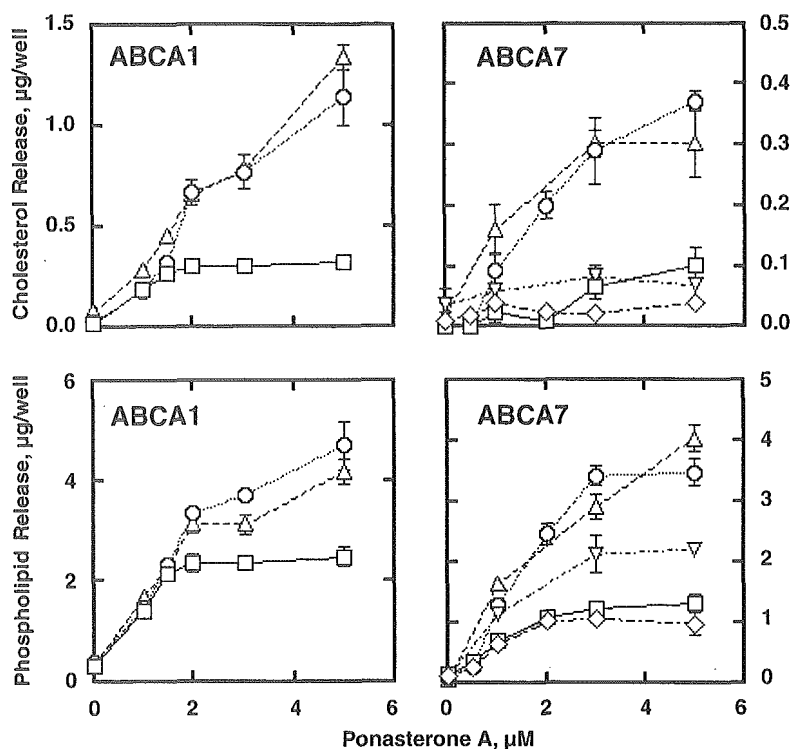 Cholesterol Release, µg/well
1.5
1.0
0.5
0.0
ABCA1
ABCA7
0.5
0.4
0.3
0.2
0.1
0.0
Phospholipid Release, µg/well
6
4
2
0
ABCA1
ABCA7
5
4
3
2
1
0
0 2 4 6
0 2 4 6
Ponasterone A, µM